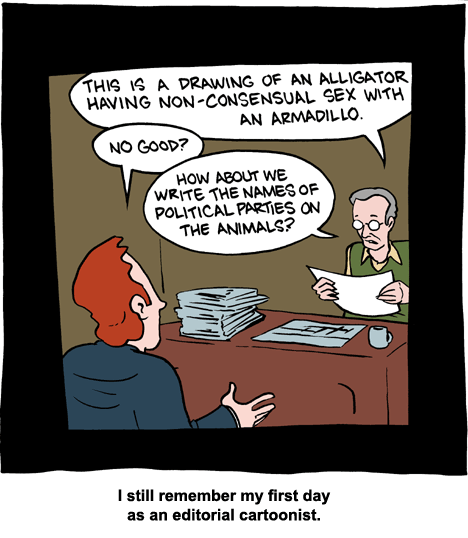 THIS IS A DRAWING OF AN ALLIGATOR
HAVING NON-CONSENSUAL SEX WITH
AN ARMADILLO.
NO GOOD?
HOW ABOUT WE
WRITE THE NAMES OF
POLITICAL PARTIES ON
THE ANIMALS?
I still remember my first day
as an editorial cartoonist.